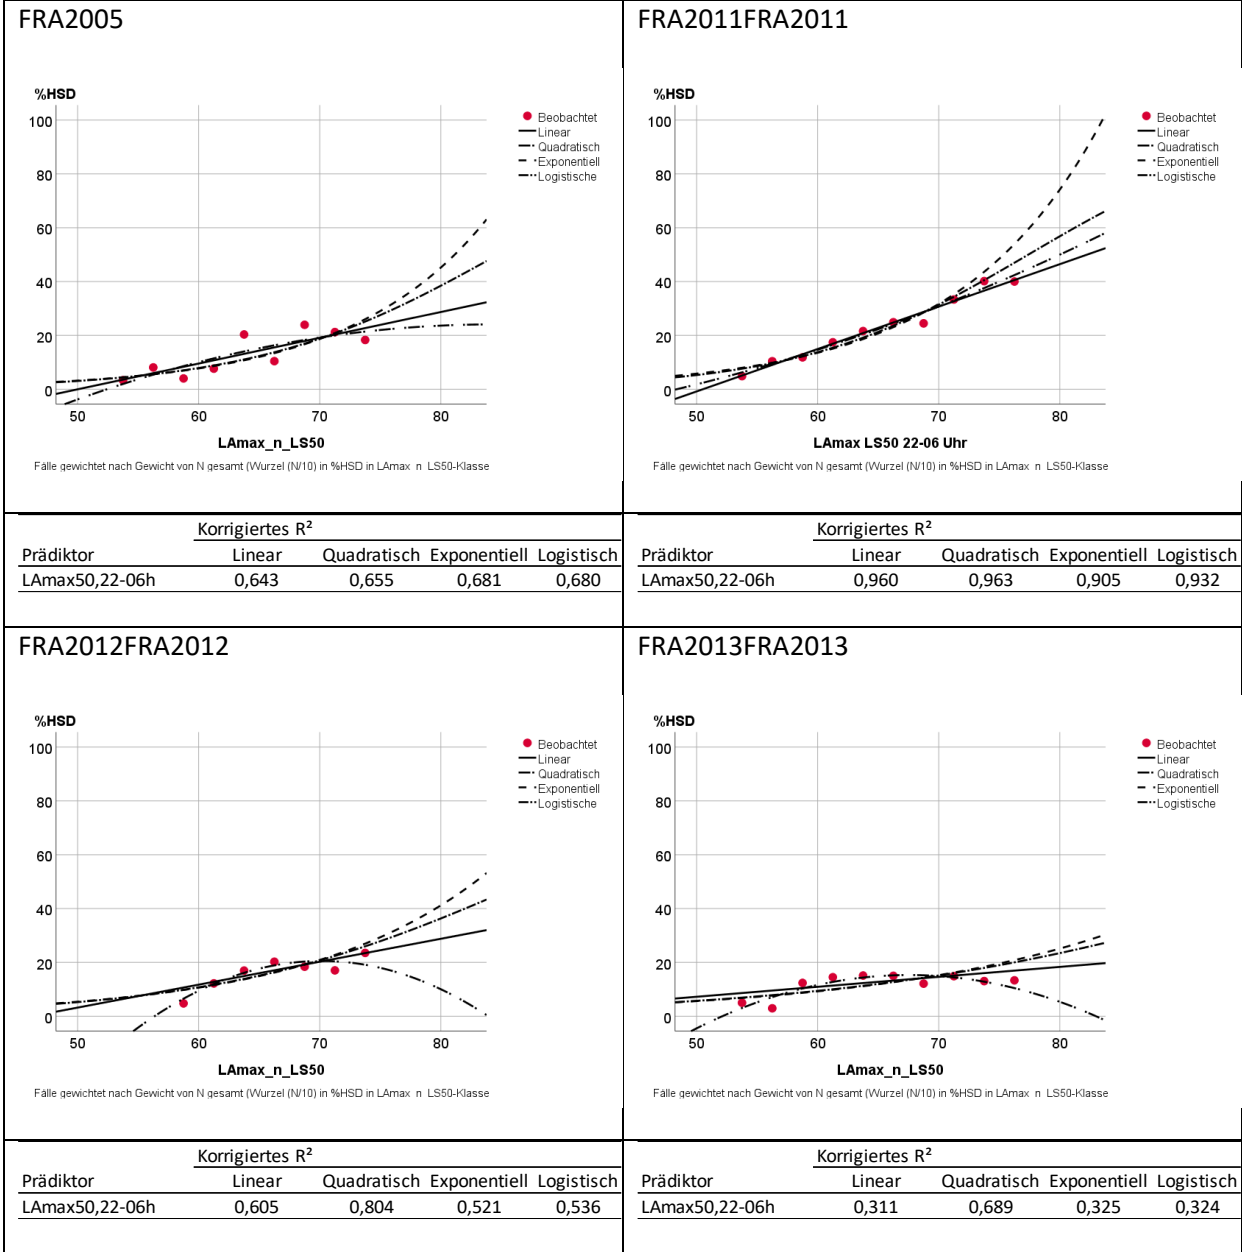 FRA2005
%HSD
100
80
60
40
20
0
50 60 70 80
LAmax_n_LS50
Beobachtet
Linear
Quadratisch
Exponentiell
Logistische
Fälle gewichtet nach Gewicht von N gesamt (Wurzel (N/10) in %HSD in LAmax_n_LS50-Klasse
Korrigiertes R²
Prädiktor Linear Quadratisch Exponentiell Logistisch
LAmax50,22-06h 0,643 0,655 0,681 0,680
FRA2011FRA2011
%HSD
100
80
60
40
20
0
50 60 70 80
LAmax LS50 22-06 Uhr
Beobachtet
Linear
Quadratisch
Exponentiell
Logistische
Fälle gewichtet nach Gewicht von N gesamt (Wurzel (N/10) in %HSD in LAmax_n_LS50-Klasse
Korrigiertes R²
Prädiktor Linear Quadratisch Exponentiell Logistisch
LAmax50,22-06h 0,960 0,963 0,905 0,932
FRA2012FRA2012
%HSD
100
80
60
40
20
0
50 60 70 80
LAmax_n_LS50
Beobachtet
Linear
Quadratisch
Exponentiell
Logistische
Fälle gewichtet nach Gewicht von N gesamt (Wurzel (N/10) in %HSD in LAmax_n_LS50-Klasse
Korrigiertes R²
Prädiktor Linear Quadratisch Exponentiell Logistisch
LAmax50,22-06h 0,605 0,804 0,521 0,536
FRA2013FRA2013
%HSD
100
80
60
40
20
0
50 60 70 80
LAmax_n_LS50
Beobachtet
Linear
Quadratisch
Exponentiell
Logistische
Fälle gewichtet nach Gewicht von N gesamt (Wurzel (N/10) in %HSD in LAmax_n_LS50-Klasse
Korrigiertes R²
Prädiktor Linear Quadratisch Exponentiell Logistisch
LAmax50,22-06h 0,311 0,689 0,325 0,324